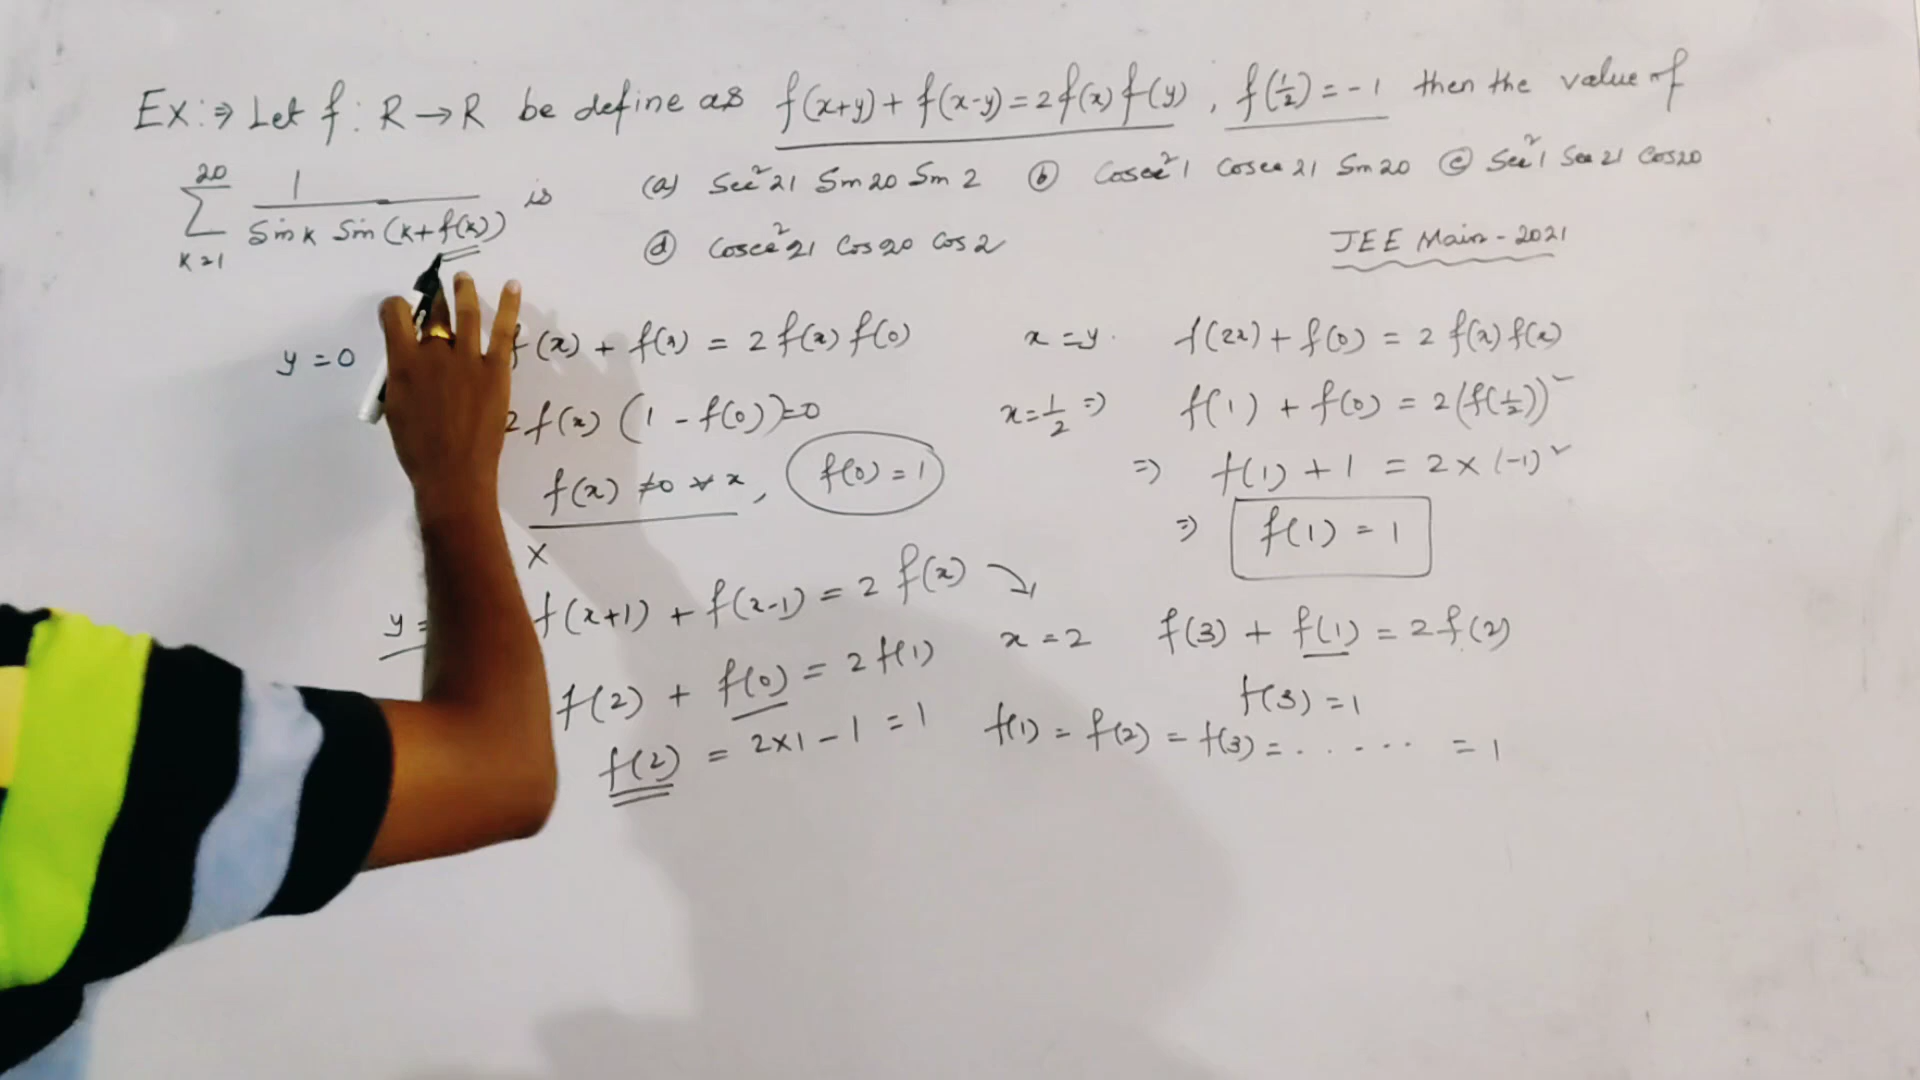 Ex:⇒ Let f: R→R be define as f(x+y) + f(x-y) = 2f(x) f(y), f(1/2) = -1 then the value of
20 Σ k=1 1/(Sin k Sin (k+f(k))) is (a) Sec²21 Sin 20 Sin 2 (b) Cosec²1 Cosec 21 Sin 20 (c) Sec²1 Sec 21 Cos 20
(d) Cosec²21 Cos 20 Cos 2 JEE Main - 2021
y = 0 f(x) + f(x) = 2 f(x) f(0)
2 f(x) (1 - f(0)) = 0
f(x) ≠0 ∀ x, f(0) = 1
X
y = f(x+1) + f(x-1) = 2 f(x)
f(2) + f(0) = 2 f(1)
f(2) = 2x1 - 1 = 1
x = y. f(2x) + f(0) = 2 f(x) f(x)
x = 1/2 ⇒ f(1) + f(0) = 2 (f(1/2))²
⇒ f(1) + 1 = 2 x (-1)²
⇒ f(1) = 1
x = 2 f(3) + f(1) = 2 f(2)
f(3) = 1
f(1) = f(2) = f(3) = . . . . . . = 1